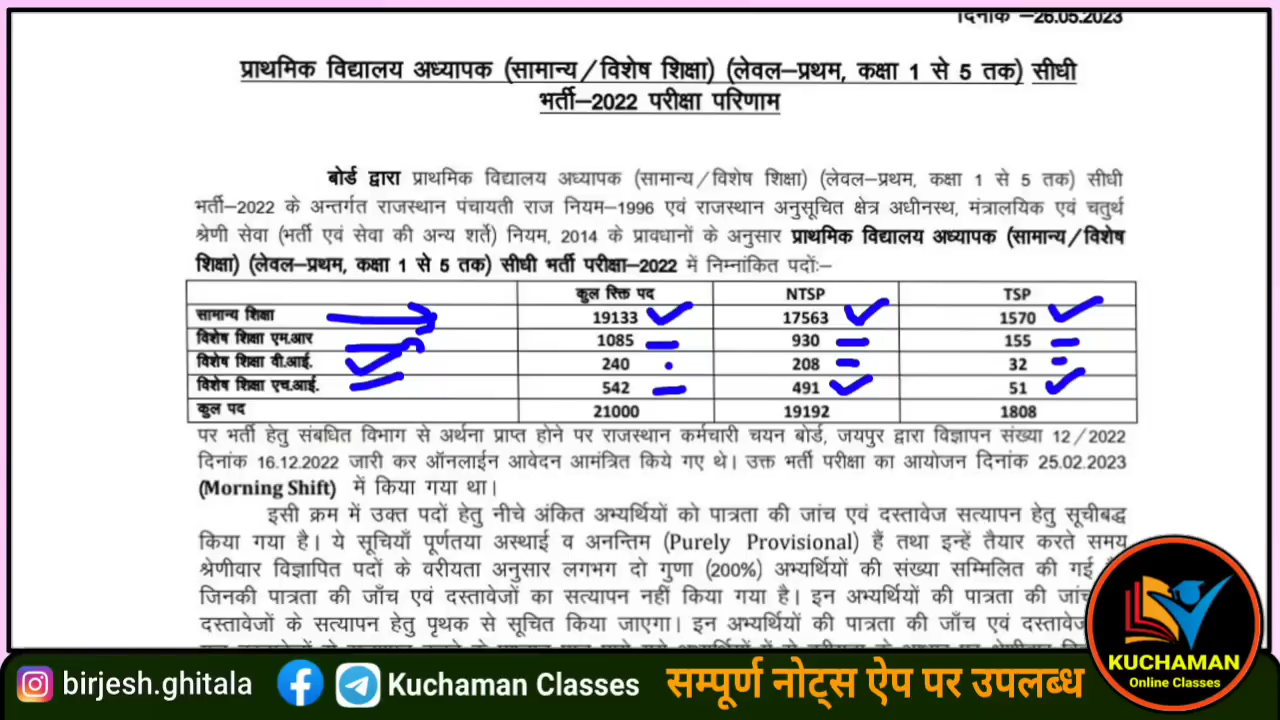 दिनांक –26.05.2023
प्राथमिक विद्यालय अध्यापक (सामान्य/विशेष शिक्षा) (लेवल–प्रथम, कक्षा 1 से 5 तक) सीधी
भर्ती–2022 परीक्षा परिणाम
बोर्ड द्वारा प्राथमिक विद्यालय अध्यापक (सामान्य/विशेष शिक्षा) (लेवल–प्रथम, कक्षा 1 से 5 तक) सीधी
भर्ती–2022 के अन्तर्गत राजस्थान पंचायती राज नियम–1996 एवं राजस्थान अनुसूचित क्षेत्र अधीनस्थ, मंत्रालयिक एवं चतुर्थ
श्रेणी सेवा (भर्ती एवं सेवा की अन्य शर्ते) नियम, 2014 के प्रावधानों के अनुसार प्राथमिक विद्यालय अध्यापक (सामान्य/विशेष
शिक्षा) (लेवल–प्रथम, कक्षा 1 से 5 तक) सीधी भर्ती परीक्षा–2022 में निम्नांकित पदोंः–
कुल रिक्त पद NTSP TSP
सामान्य शिक्षा 19133 17563 1570
विशेष शिक्षा एम.आर 1085 930 155
विशेष शिक्षा वी.आई. 240 208 32
विशेष शिक्षा एच.आई. 542 491 51
कुल पद 21000 19192 1808
पर भर्ती हेतु संबधित विभाग से अर्थना प्राप्त होने पर राजस्थान कर्मचारी चयन बोर्ड, जयपुर द्वारा विज्ञापन संख्या 12/2022
दिनांक 16.12.2022 जारी कर ऑनलाईन आवेदन आमंत्रित किये गए थे। उक्त भर्ती परीक्षा का आयोजन दिनांक 25.02.2023
(Morning Shift) में किया गया था।
इसी क्रम में उक्त पदों हेतु नीचे अंकित अभ्यर्थियों को पात्रता की जांच एवं दस्तावेज सत्यापन हेतु सूचीबद्ध
किया गया है। ये सूचियाँ पूर्णतया अस्थाई व अनन्तिम (Purely Provisional) हैं तथा इन्हें तैयार करते समय
श्रेणीवार विज्ञापित पदों के वरीयता अनुसार लगभग दो गुणा (200%) अभ्यर्थियों की संख्या सम्मिलित की गई
जिनकी पात्रता की जाँच एवं दस्तावेजों का सत्यापन नहीं किया गया है। इन अभ्यर्थियों की पात्रता की जांच
दस्तावेजों के सत्यापन हेतु पृथक से सूचित किया जाएगा। इन अभ्यर्थियों की पात्रता की जाँच एवं दस्तावेज
birjesh.ghitala Kuchaman Classes सम्पूर्ण नोट्स ऐप पर उपलब्ध
KUCHAMAN
Online Classes